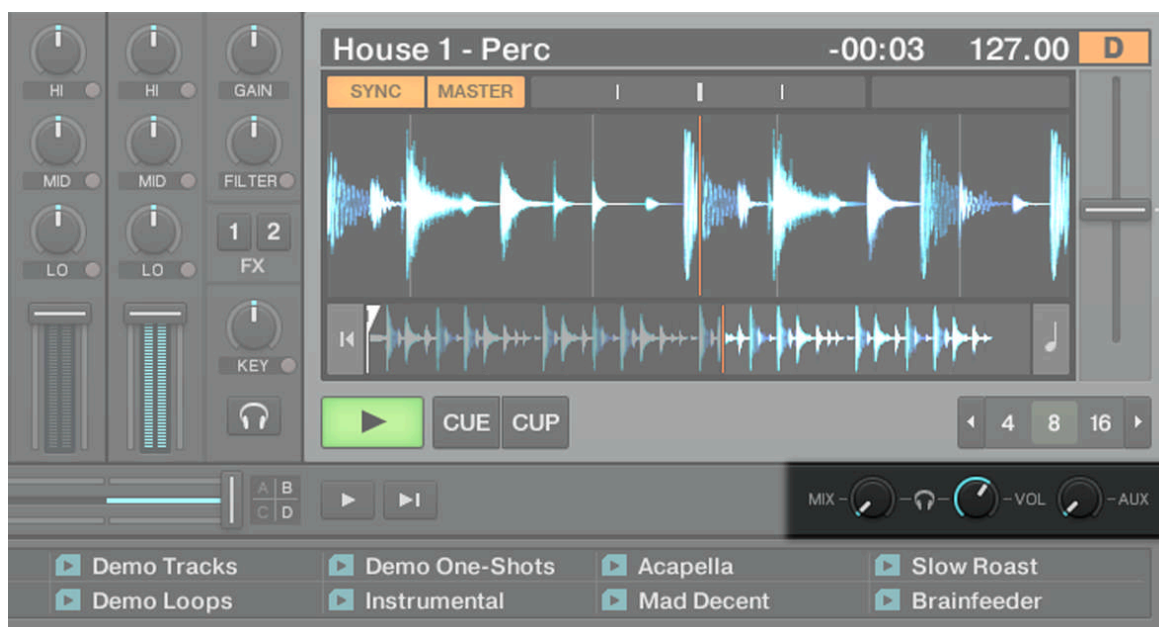 House 1 - Perc -00:03 127.00 D
HI HI GAIN
SYNC MASTER
MID MID FILTER
1 2
LO LO FX
KEY
CUE CUP 4 8 16
A B
C D
MIX VOL AUX
Demo Tracks Demo One-Shots Acapella Slow Roast
Demo Loops Instrumental Mad Decent Brainfeeder